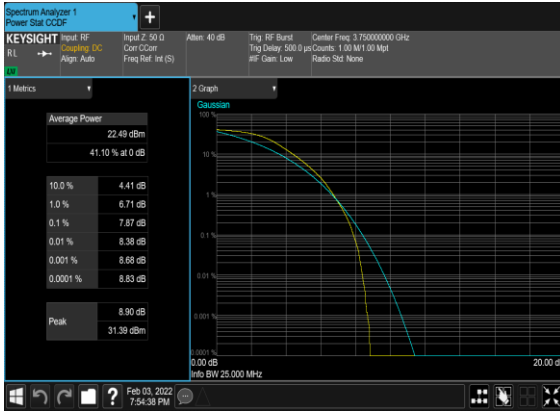 Spectrum Analyzer 1
Power Stat CCDF
+
KEYSIGHT
RL
Input: RF
Coupling: DC
Align: Auto
Input Z: 50 Ω
Corr CCorr
Freq Ref: Int (S)
Atten: 40 dB
Trig: RF Burst
Trig Delay: 500.0 µs
#IF Gain: Low
Center Freq: 3.750000000 GHz
Counts: 1.00 M/1.00 Mpt
Radio Std: None
1 Metrics
Average Power
22.49 dBm
41.10 % at 0 dB
10.0 % 4.41 dB
1.0 % 6.71 dB
0.1 % 7.87 dB
0.01 % 8.38 dB
0.001 % 8.68 dB
0.0001 % 8.83 dB
Peak
8.90 dB
31.39 dBm
2 Graph
Gaussian
100 %
10 %
1 %
0.1 %
0.01 %
0.001 %
0.0001 %
0.00 dB
20.00 d
Info BW 25.000 MHz
?
Feb 03, 2022
7:54:38 PM